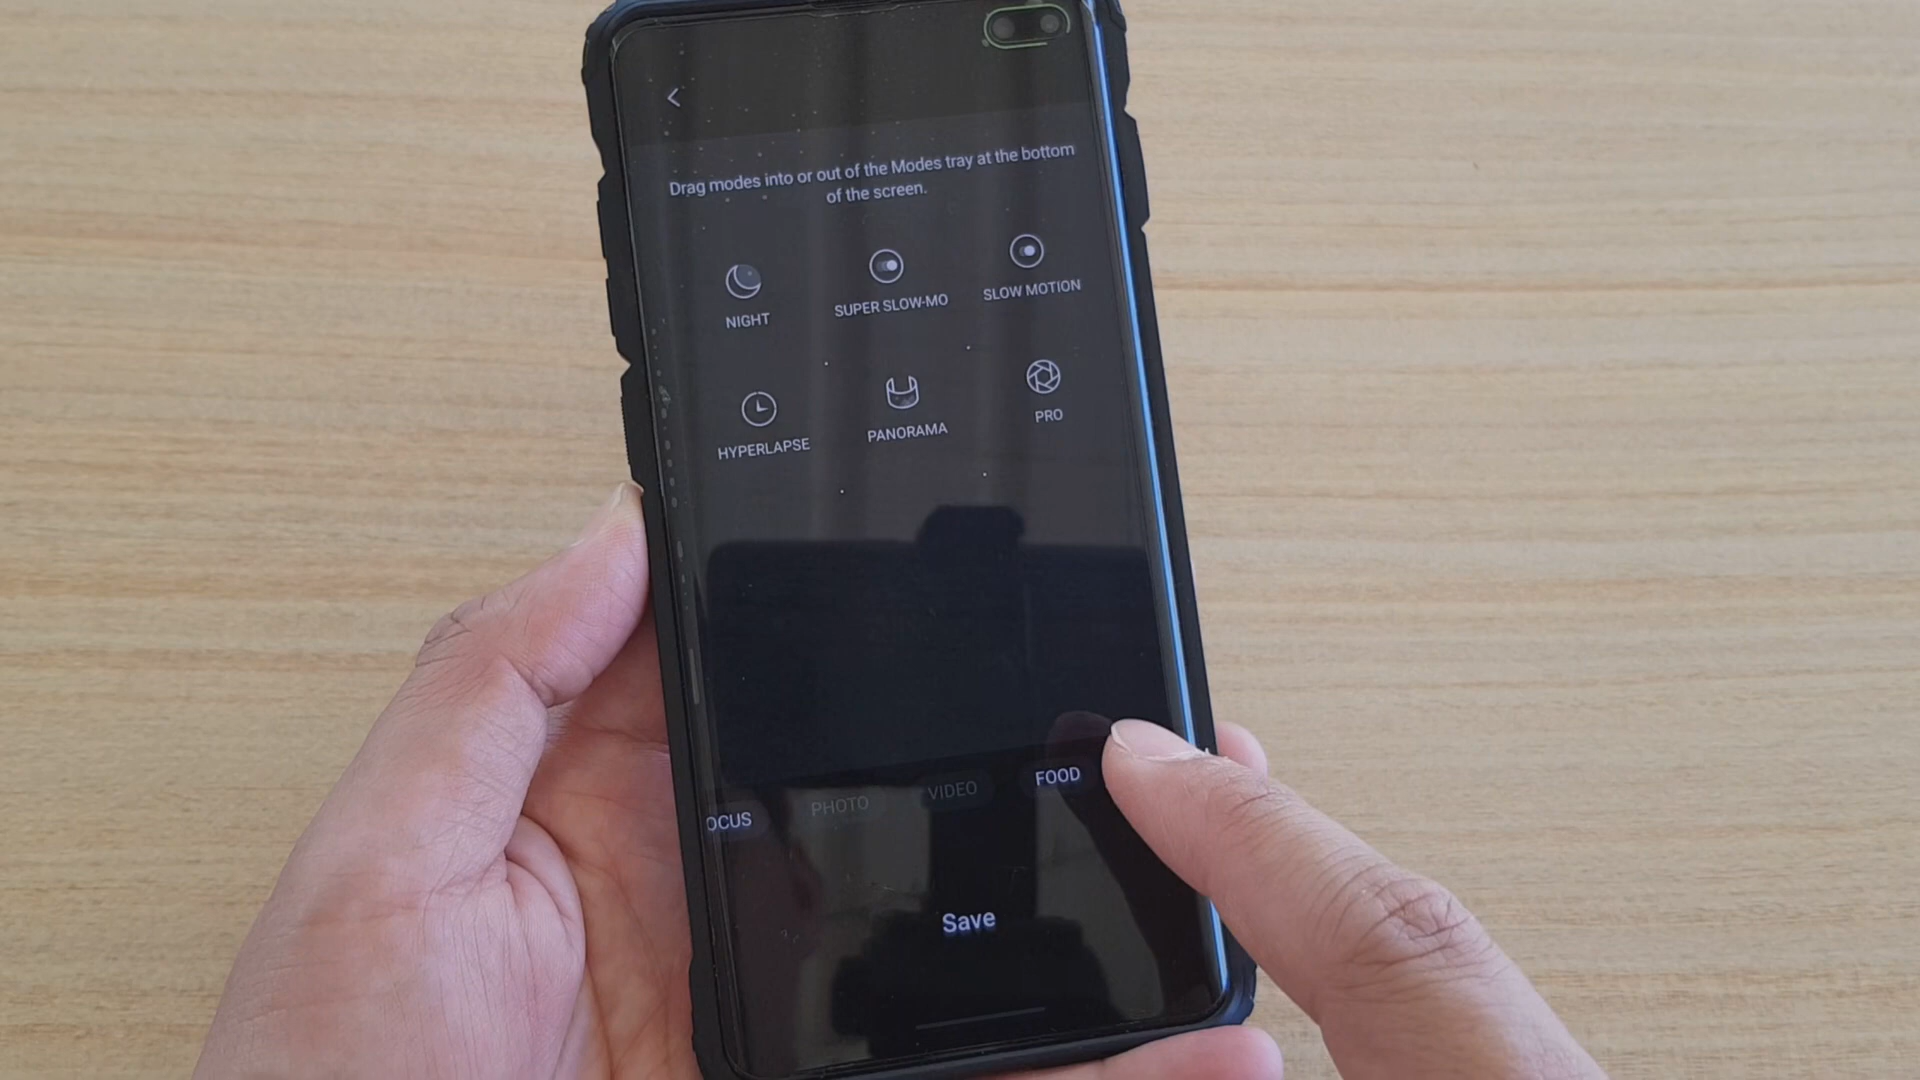 Drag modes into or out of the Modes tray at the bottom
of the screen.
NIGHT
SUPER SLOW-MO
SLOW MOTION
HYPERLAPSE
PANORAMA
PRO
OCUS
PHOTO
VIDEO
FOOD
Save